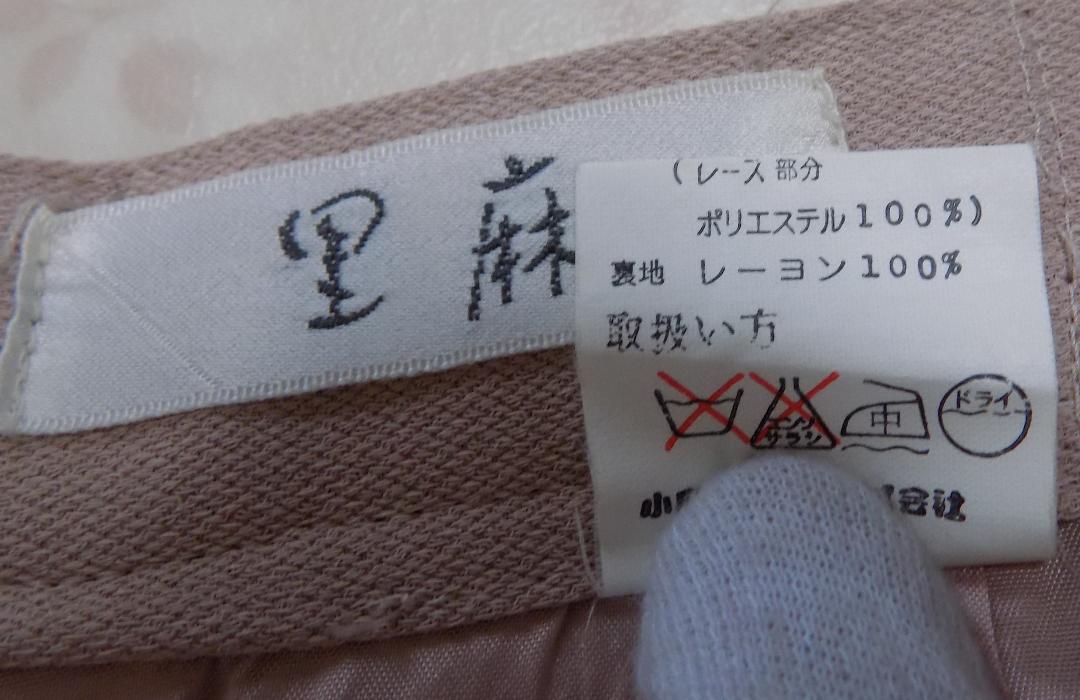 里麻
(レース部分
ポリエステル100%)
裏地 レーヨン100%
取扱い方
エンソ
サラシ
中
ドライ